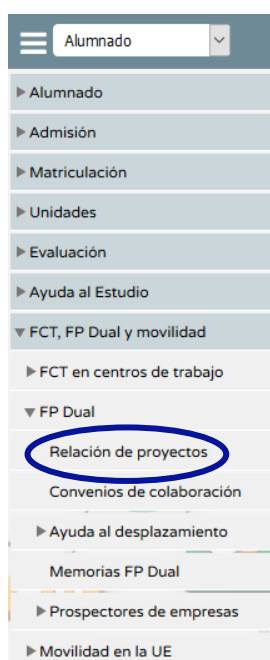 Alumnado
Alumnado
Admisión
Matriculación
Unidades
Evaluación
Ayuda al Estudio
FCT, FP Dual y movilidad
FCT en centros de trabajo
FP Dual
Relación de proyectos
Convenios de colaboración
Ayuda al desplazamiento
Memorias FP Dual
Prospectores de empresas
Movilidad en la UE